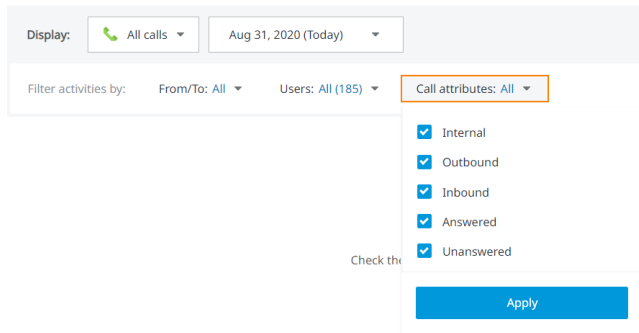 Display: All calls Aug 31, 2020 (Today)
Filter activities by: From/To: All Users: All (185) Call attributes: All
Internal
Outbound
Inbound
Answered
Check the
Unanswered
Apply